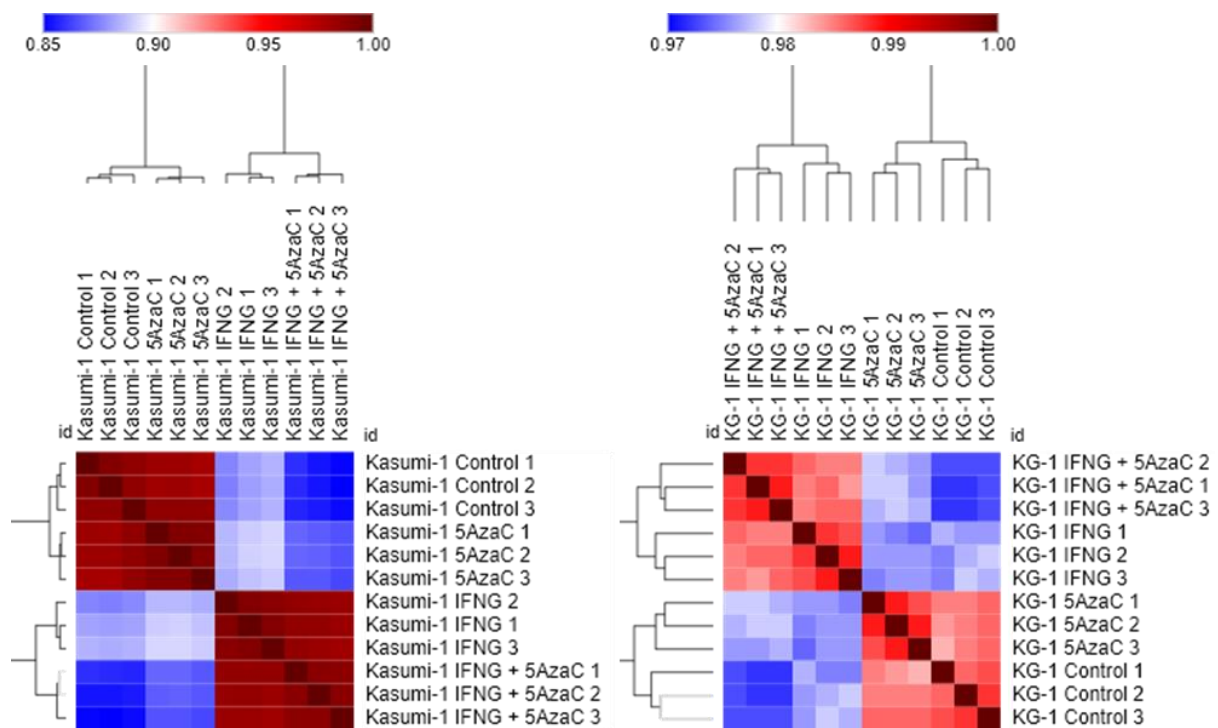 0.85 0.90 0.95 1.00
Kasumi-1 Control 1
Kasumi-1 Control 2
Kasumi-1 Control 3
Kasumi-1 5AzaC 1
Kasumi-1 5AzaC 2
Kasumi-1 5AzaC 3
Kasumi-1 IFNG 2
Kasumi-1 IFNG 1
Kasumi-1 IFNG 3
Kasumi-1 IFNG + 5AzaC 1
Kasumi-1 IFNG + 5AzaC 2
Kasumi-1 IFNG + 5AzaC 3
id id
Kasumi-1 Control 1
Kasumi-1 Control 2
Kasumi-1 Control 3
Kasumi-1 5AzaC 1
Kasumi-1 5AzaC 2
Kasumi-1 5AzaC 3
Kasumi-1 IFNG 2
Kasumi-1 IFNG 1
Kasumi-1 IFNG 3
Kasumi-1 IFNG + 5AzaC 1
Kasumi-1 IFNG + 5AzaC 2
Kasumi-1 IFNG + 5AzaC 3
0.97 0.98 0.99 1.00
KG-1 IFNG + 5AzaC 2
KG-1 IFNG + 5AzaC 1
KG-1 IFNG + 5AzaC 3
KG-1 IFNG 1
KG-1 IFNG 2
KG-1 IFNG 3
KG-1 5AzaC 1
KG-1 5AzaC 2
KG-1 5AzaC 3
KG-1 Control 1
KG-1 Control 2
KG-1 Control 3
id id
KG-1 IFNG + 5AzaC 2
KG-1 IFNG + 5AzaC 1
KG-1 IFNG + 5AzaC 3
KG-1 IFNG 1
KG-1 IFNG 2
KG-1 IFNG 3
KG-1 5AzaC 1
KG-1 5AzaC 2
KG-1 5AzaC 3
KG-1 Control 1
KG-1 Control 2
KG-1 Control 3